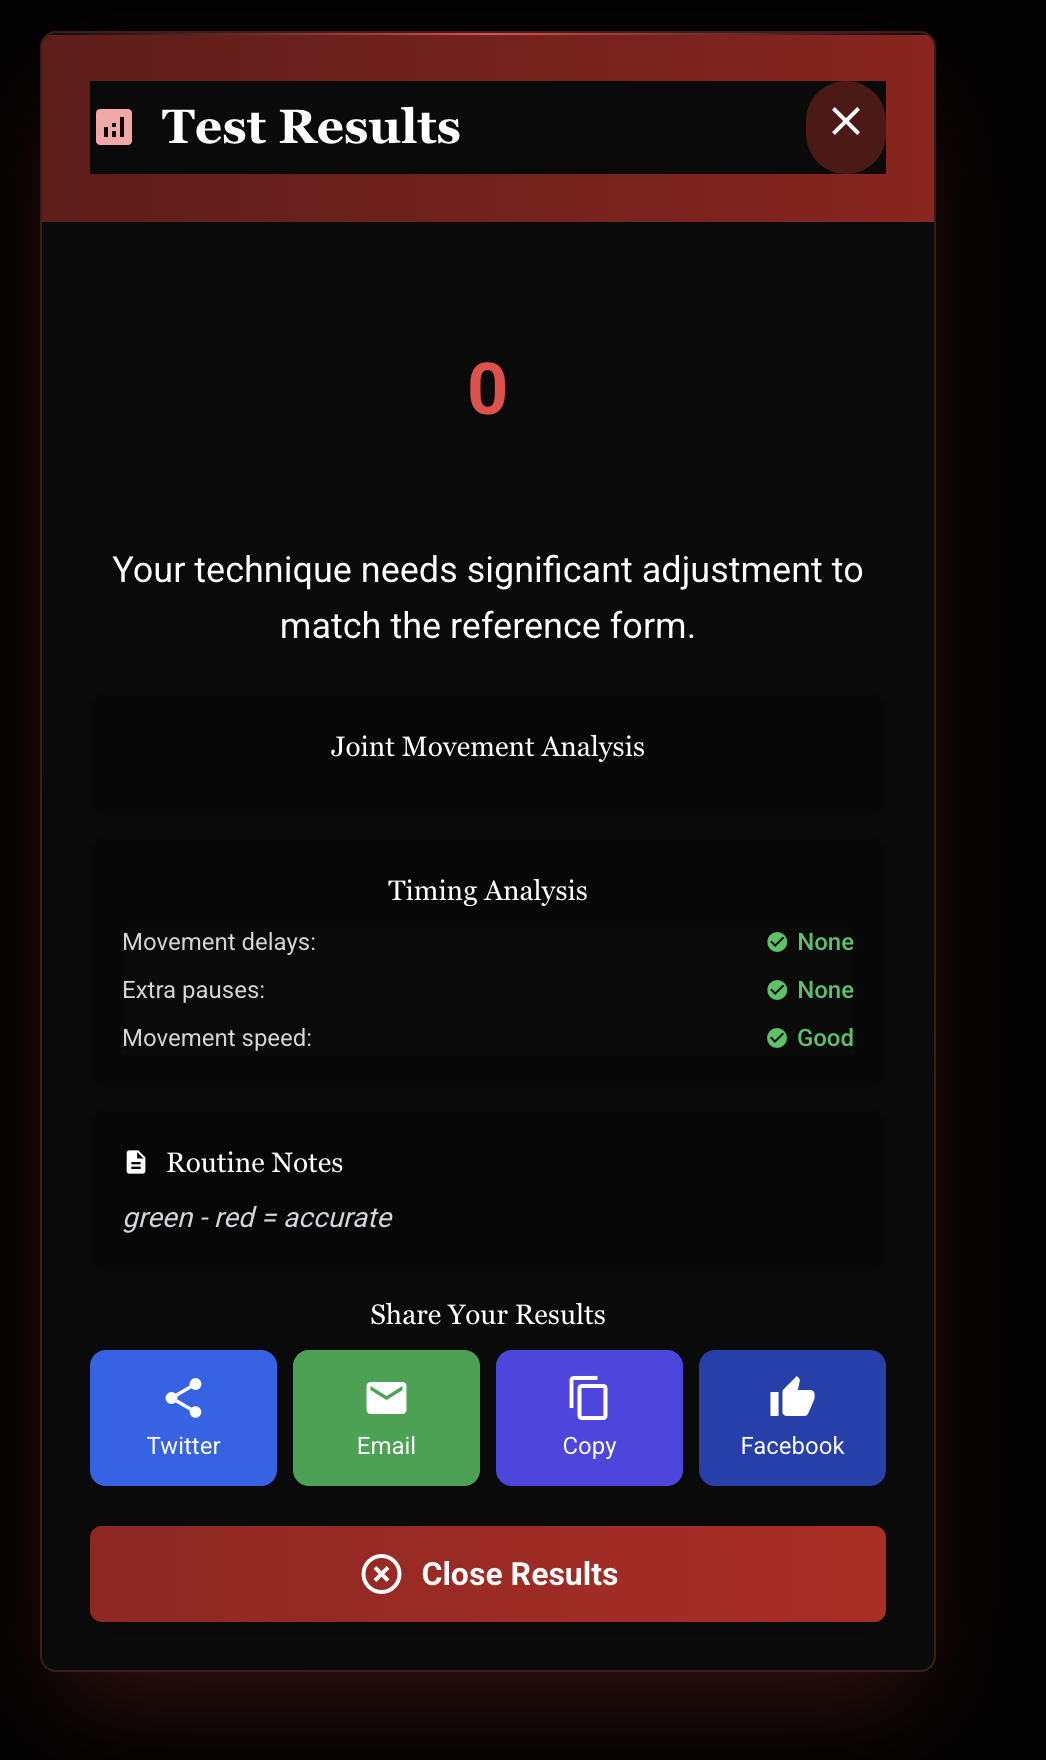 Test Results
0
Your technique needs significant adjustment to
match the reference form.
Joint Movement Analysis
Timing Analysis
Movement delays: None
Extra pauses: None
Movement speed: Good
Routine Notes
green - red = accurate
Share Your Results
Twitter Email Copy Facebook
Close Results